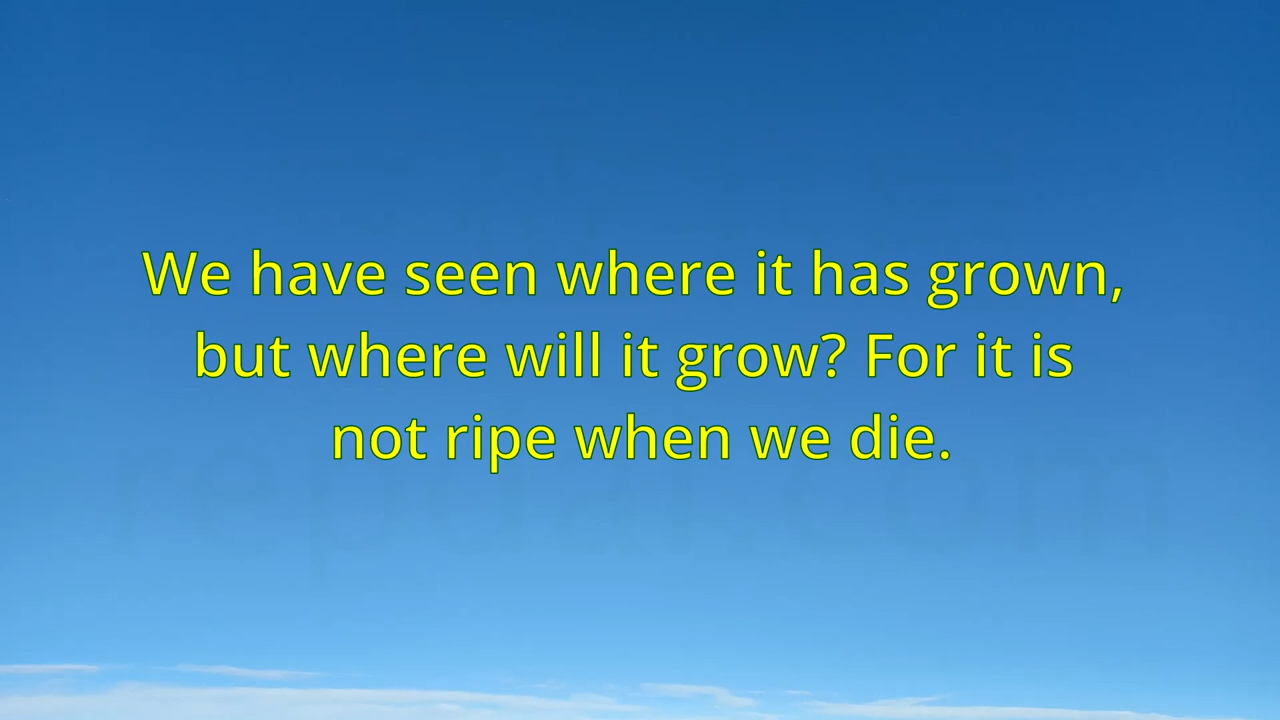 We have seen where it has grown,
but where will it grow? For it is
not ripe when we die.